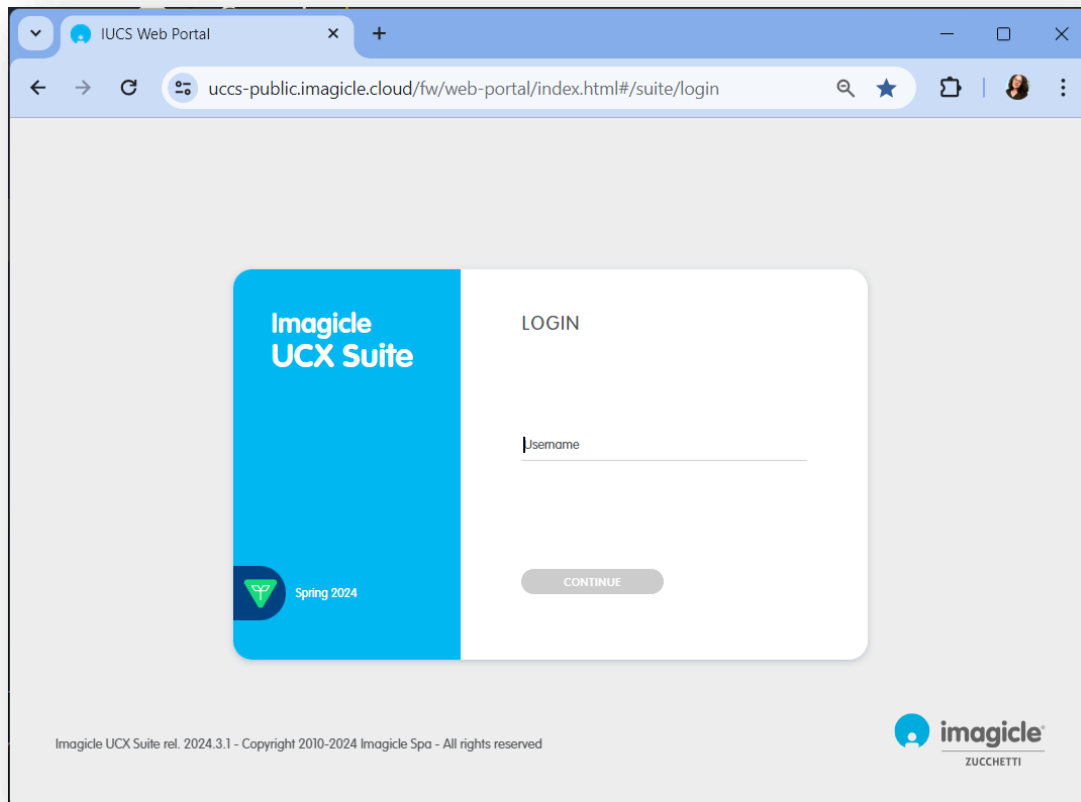 IUCS Web Portal
uccs-public.imagicle.cloud/fw/web-portal/index.html#/suite/login
Imagicle
UCX Suite
LOGIN
Username
CONTINUE
Spring 2024
Imagicle UCX Suite rel. 2024.3.1 - Copyright 2010-2024 Imagicle Spa - All rights reserved
imagicle
ZUCCHETTI